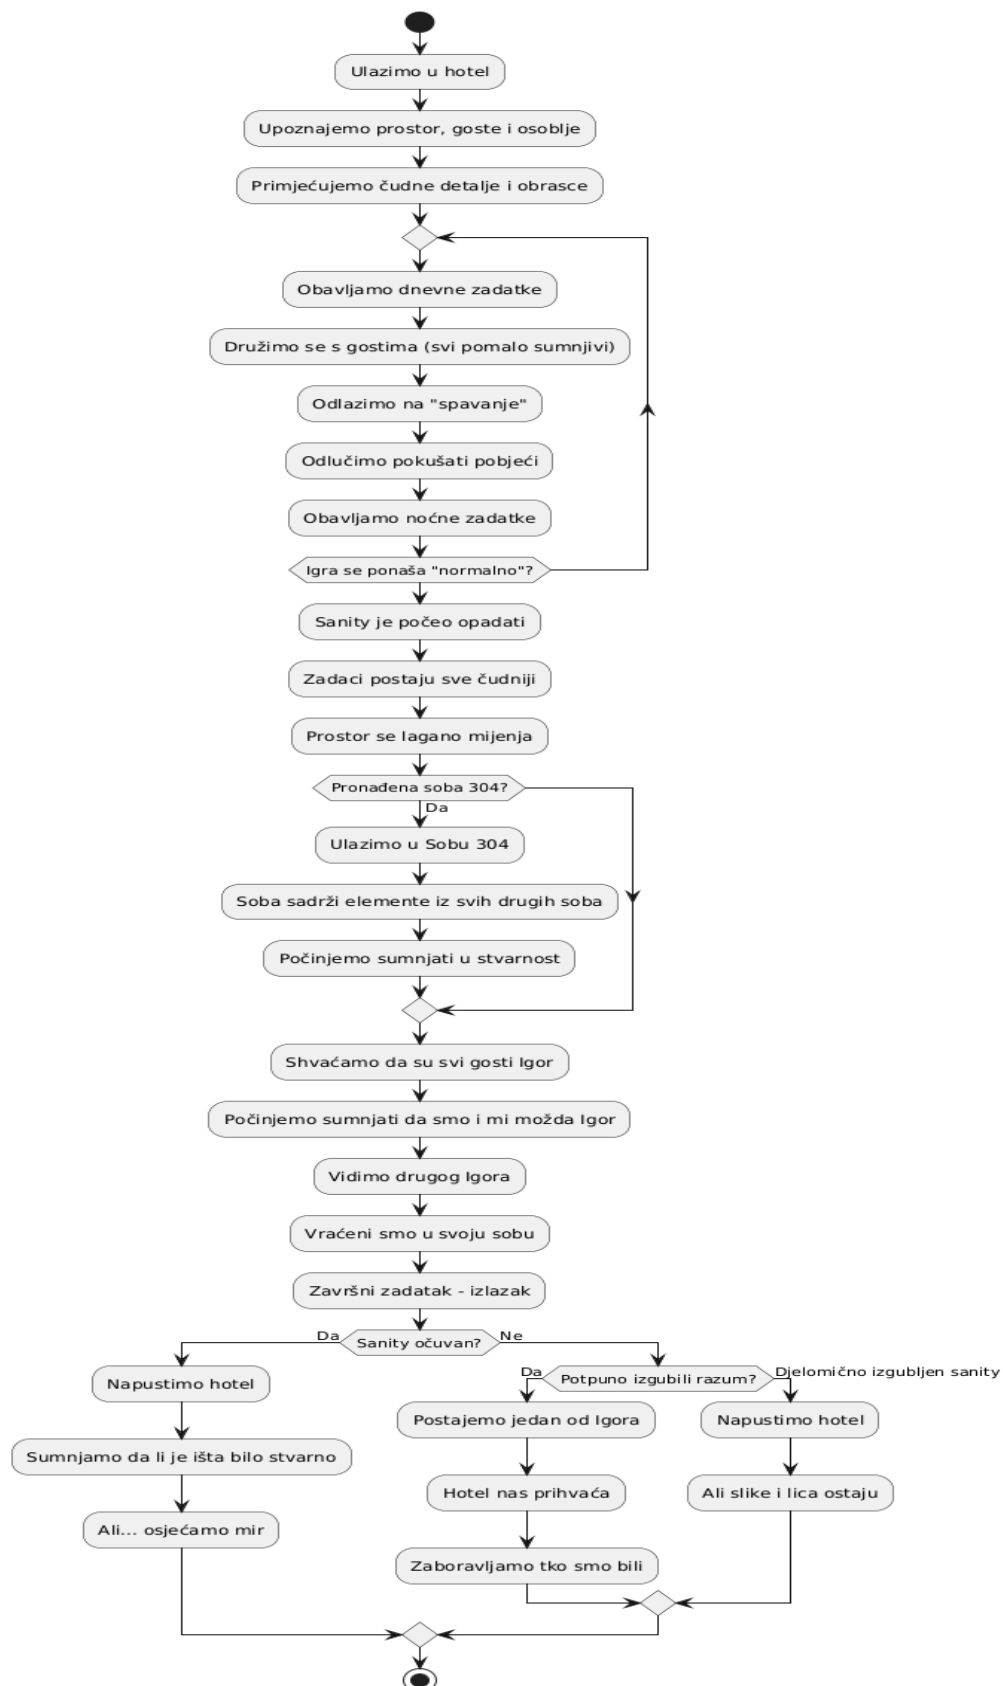 Ulazimo u hotel
Upoznajemo prostor, goste i osoblje
Primjećujemo čudne detalje i obrasce
Obavljamo dnevne zadatke
Družimo se s gostima (svi pomalo sumnjivi)
Odlazimo na "spavanje"
Odlučimo pokušati pobjeći
Obavljamo noćne zadatke
Igra se ponaša "normalno"?
Sanity je počeo opadati
Zadaci postaju sve čudniji
Prostor se lagano mijenja
Pronađena soba 304?
Da
Ulazimo u Sobu 304
Soba sadrži elemente iz svih drugih soba
Počinjemo sumnjati u stvarnost
Shvaćamo da su svi gosti Igor
Počinjemo sumnjati da smo i mi možda Igor
Vidimo drugog Igora
Vraćeni smo u svoju sobu
Završni zadatak - izlazak
Sanity očuvan?
Da
Napustimo hotel
Sumnjamo da li je išta bilo stvarno
Ali... osjećamo mir
Ne
Potpuno izgubili razum?
Da
Postajemo jedan od Igora
Hotel nas prihvaća
Zaboravljamo tko smo bili
Djelomično izgubljen sanity
Napustimo hotel
Ali slike i lica ostaju